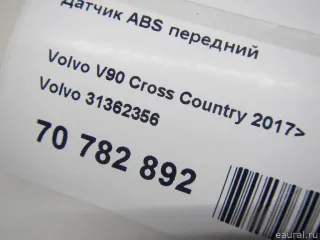 Датчик ABS передний
Volvo V90 Cross Country 2017>
Volvo 31362356
70 782 892
© eaural.ru